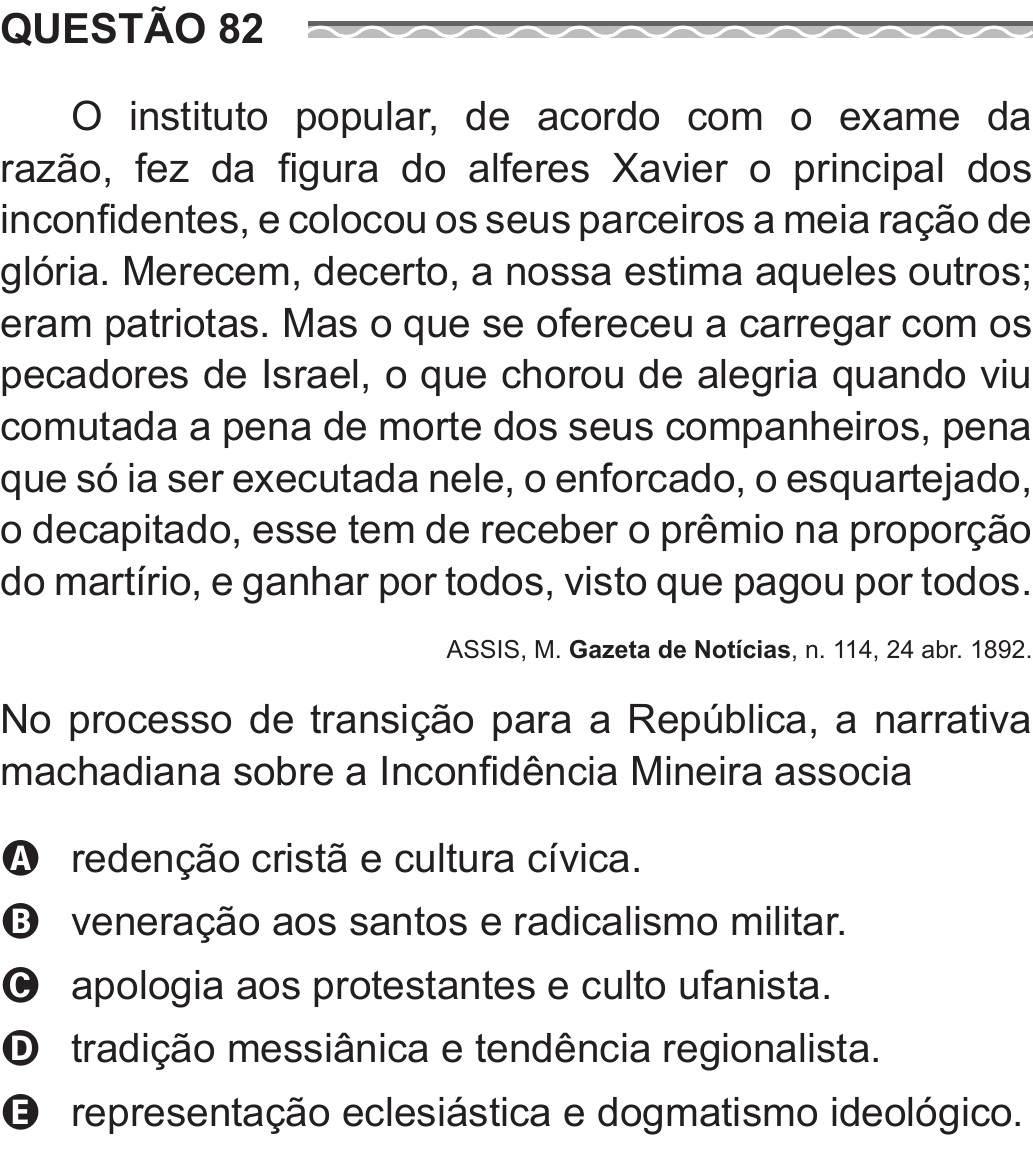 QUESTÃO 82
O instituto popular, de acordo com o exame da
razão, fez da figura do alferes Xavier o principal dos
inconfidentes, e colocou os seus parceiros a meia ração de
glória. Merecem, decerto, a nossa estima aqueles outros;
eram patriotas. Mas o que se ofereceu a carregar com os
pecadores de Israel, o que chorou de alegria quando viu
comutada a pena de morte dos seus companheiros, pena
que só ia ser executada nele, o enforcado, o esquartejado,
o decapitado, esse tem de receber o prêmio na proporção
do martírio, e ganhar por todos, visto que pagou por todos.
ASSIS, M. Gazeta de Notícias, n. 114, 24 abr. 1892.
No processo de transição para a República, a narrativa
machadiana sobre a Inconfidência Mineira associa
A redenção cristã e cultura cívica.
B veneração aos santos e radicalismo militar.
C apologia aos protestantes e culto ufanista.
D tradição messiânica e tendência regionalista.
E representação eclesiástica e dogmatismo ideológico.